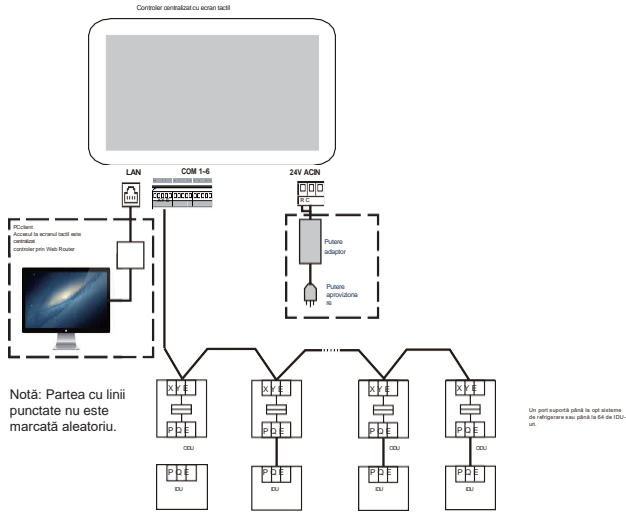 Controler centralizat cu ecran tactil
LAN
COM 1-6
24V ACIN
R C
PCclient
Accesul la ecranul tactil este
centralizat
controler prin Web Router
Putere
adaptor
Putere
aproviziona
re
Notă: Partea cu linii
punctate nu este
marcată aleatoriu.
X Y E
X Y E
X Y E
X Y E
P Q E
P Q E
P Q E
P Q E
ODU
ODU
ODU
ODU
P Q E
P Q E
P Q E
P Q E
IDU
IDU
IDU
IDU
Un port suportă până la opt sisteme
de refrigerare sau până la 64 de IDU-
uri.